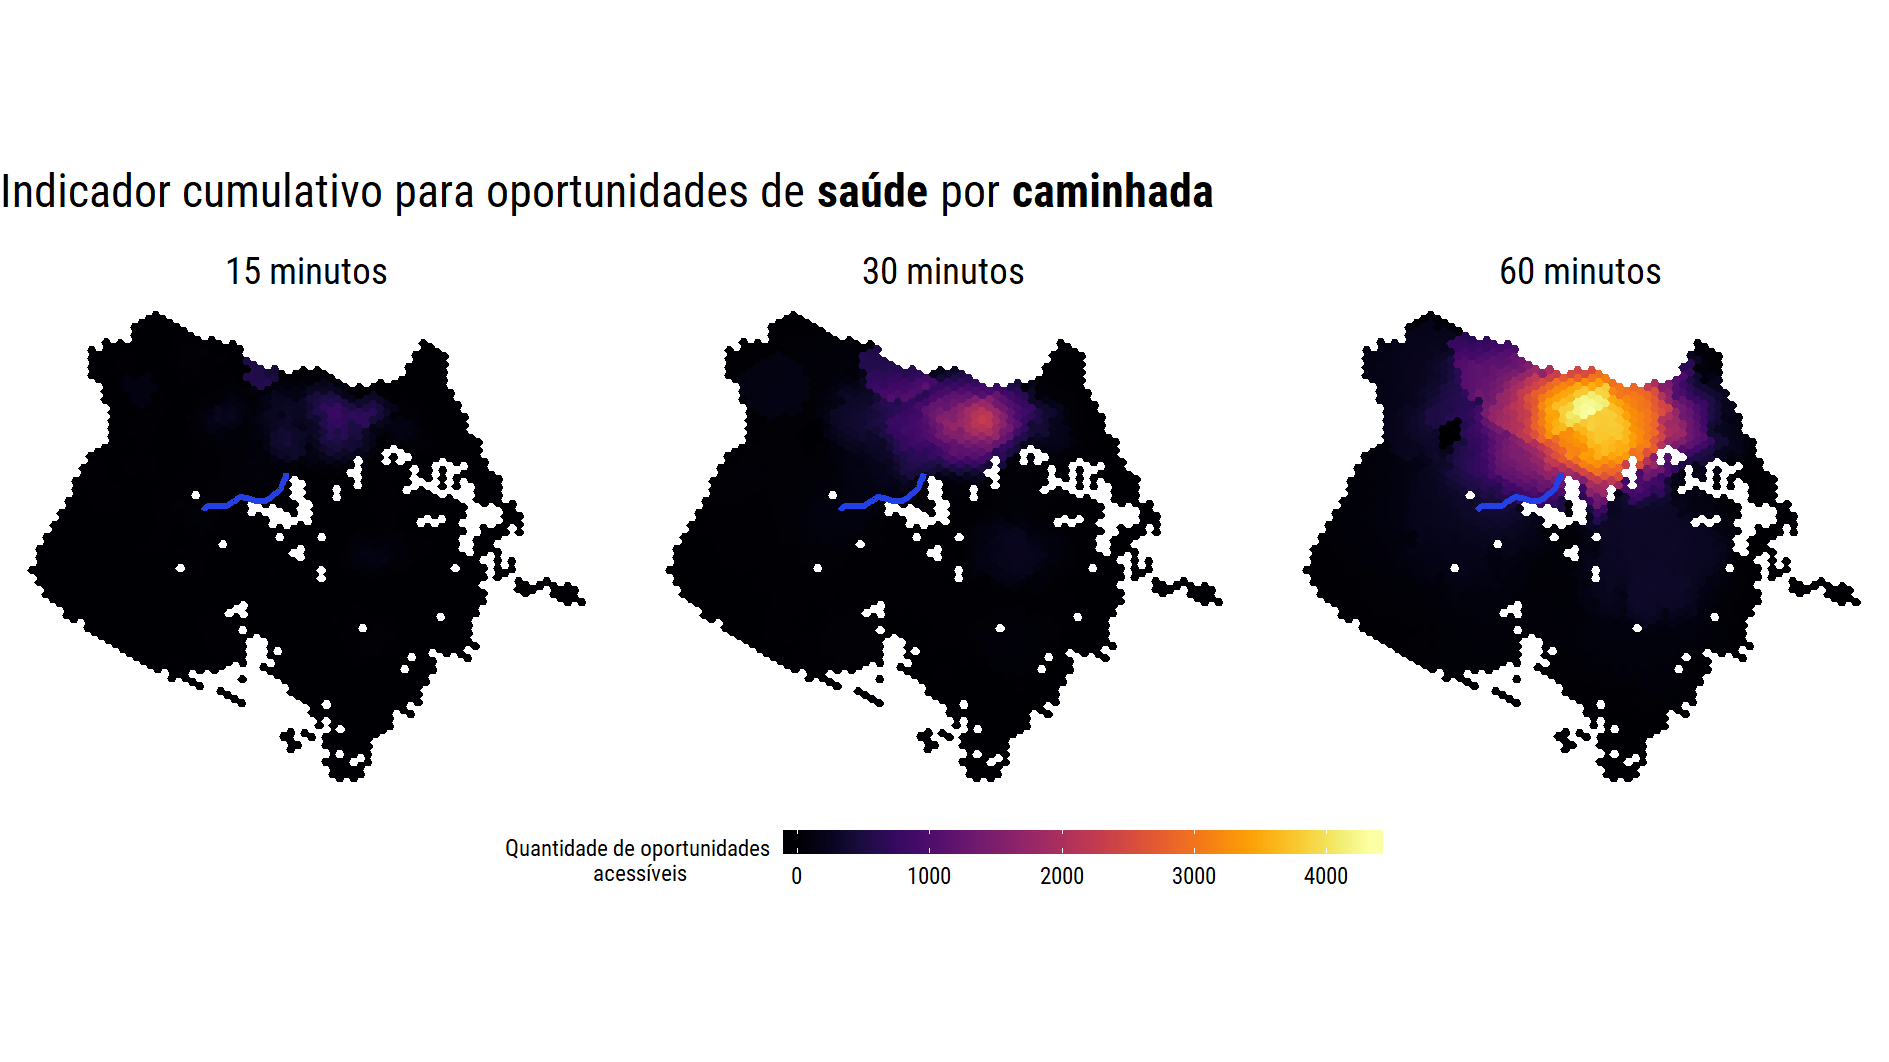 Indicador cumulativo para oportunidades de saúde por caminhada
15 minutos
30 minutos
60 minutos
Quantidade de oportunidades
acessíveis
0
1000
2000
3000
4000